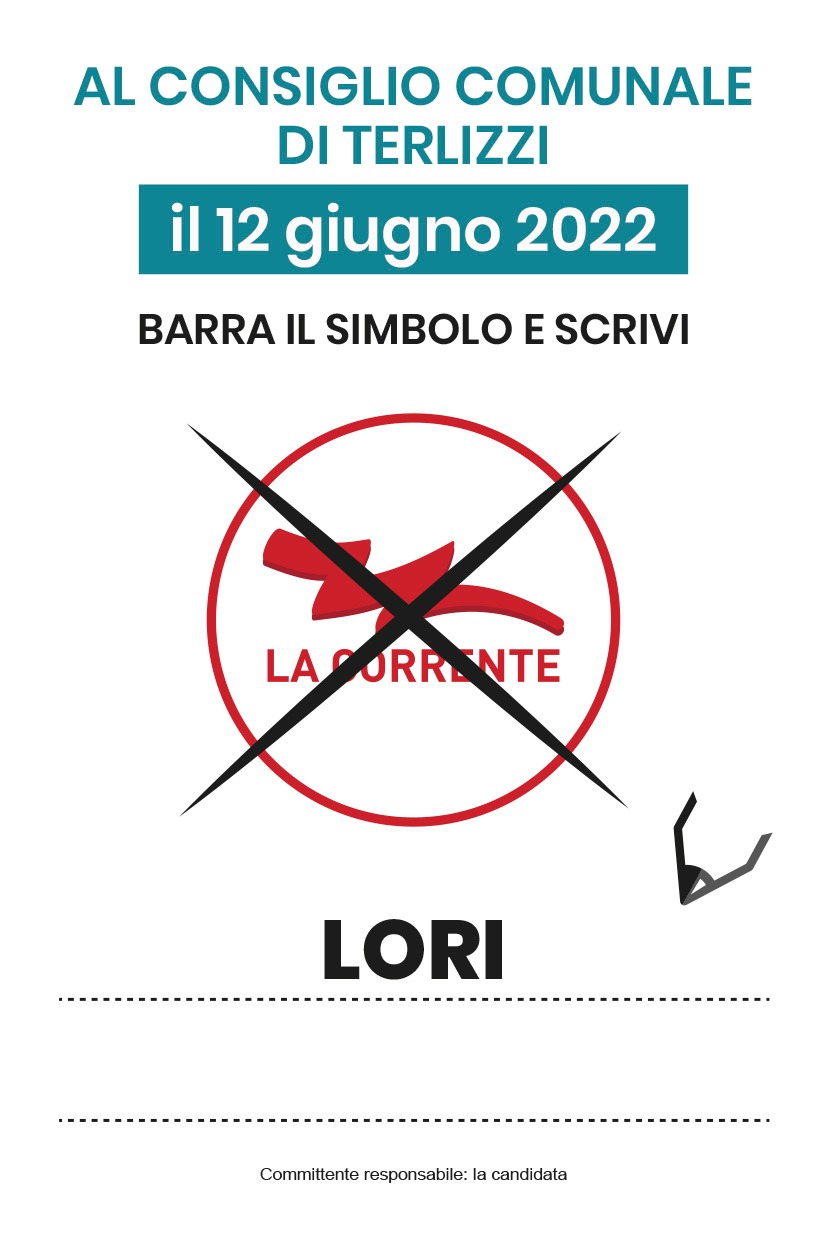 AL CONSIGLIO COMUNALE
DI TERLIZZI
il 12 giugno 2022
BARRA IL SIMBOLO E SCRIVI
LA CORRENTE
LORI
Committente responsabile: la candidata